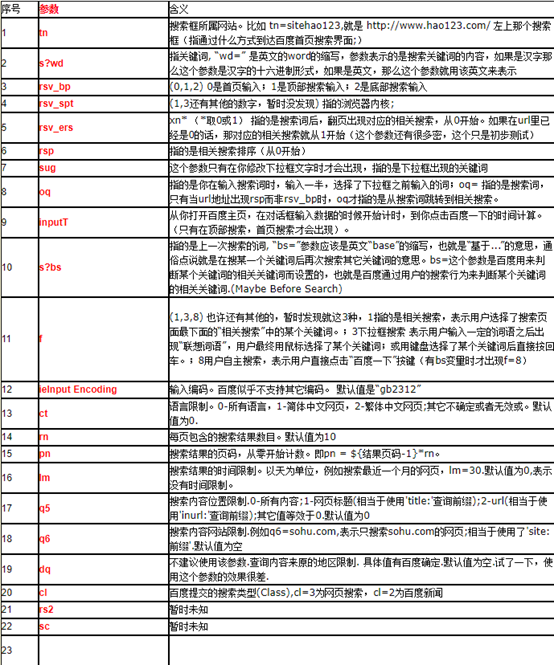 序号 参数 含义
1 tn 搜索框所属网站。比如 tn=sitehao123,就是 http://www.hao123.com/ 左上那个搜索
框（指通过什么方式到达百度首页搜索界面;）
2 s?wd 指关键词,“wd=”是英文的word的缩写，参数表示的是搜索关键词的内容，如果是汉字那
么这个参数是汉字的十六进制形式，如果是英文，那么这个参数就用该英文来表示
3 rsv_bp (0,1,2) 0是首页输入；1是顶部搜索输入；2是底部搜索输入
4 rsv_spt (1,3还有其他的数字，暂时没发现) 指的浏览器内核;
5 rsv_ers xn* (*取0或1) 指的是搜索词后，翻页出现对应的相关搜索，从0开始。如果在url里已
经是0的话，那对应的相关搜索就从1开始（这个参数还有很多密，这个只是初步测试）
6 rsp 指的是相关搜索排序（从0开始）
7 sug 这个参数只有在你修改下拉框文字时才会出现，指的是下拉框出现的关键词
8 oq 指的是你在输入搜索词时，输入一半，选择了下拉框之前输入的词；oq= 指的是搜索词，
只有当url地址出现rsp而非rsv_bp时，oq才指的是从搜索词跳转到相关搜索。
9 inputT 从你打开百度主页，在对话框输入数据的时候开始计时，到你点击百度一下的时间计算。
（只有在顶部搜索，首页搜索才会出现）。
10 s?bs 指的是上一次搜索的词,“bs=”参数应该是英文“base”的缩写，也就是”基于...”的意思，通
俗点说就是在搜某一个关键词后再次搜索其它关键词的意思。bs=这个参数是百度用来判
断某个关键词的相关关键词而设置的，也就是百度通过用户的搜索行为来判断某个关键词
的相关关键词.(Maybe Before Search)
11 f (1,3,8) 也许还有其他的，暂时发现就这3种，1指的是相关搜索，表示用户选择了搜索页
面最下面的“相关搜索”中的某个关键词。；3下拉框搜索 表示用户输入一定的词语之后出
现“联想词语”，用户最终用鼠标选择了某个关键词；或用键盘选择了某个关键词后直接按回
车。；8用户自主搜索，表示用户直接点击“百度一下”按键（有bs变量时才出现f=8）
12 ieInput Encoding 输入编码。百度似乎不支持其它编码。 默认值是“gb2312”
13 ct 语言限制。0-所有语言，1-简体中文网页，2-繁体中文网页;其它不确定或者无效或。默认
值为0.
14 rn 每页包含的搜索结果数目。默认值为10
15 pn 搜索结果的页码，从零开始计数。即pn = ${结果页码-1}*rn。
16 lm 搜索结果的时间限制。以天为单位，例如搜索最近一个月的网页，lm=30.默认值为0,表示
没有时间限制。
17 q5 搜索内容位置限制.0-所有内容;1-网页标题(相当于使用'title:'查询前缀);2-url(相当于使
用'inurl:'查询前缀);其它值等效于0.默认值为0
18 q6 搜索内容网站限制.例如q6=sohu.com,表示只搜索sohu.com的网页;相当于使用了'site:
前缀'.默认值为空
19 dq 不建议使用该参数.查询内容来原的地区限制. 具体值有百度确定.默认值为空.试了一下，使
用这个参数的效果很差.
20 cl 百度提交的搜索类型(Class),cl=3为网页搜索，cl=2为百度新闻
21 rs2 暂时未知
22 sc 暂时未知
23